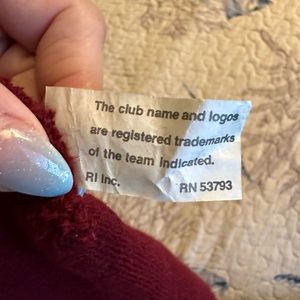 The club name and logos
are registered trademarks
of the team indicated.
RI Inc. RN 53793